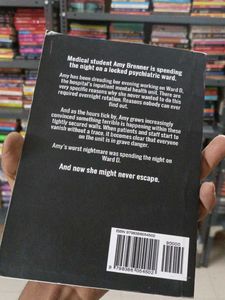 Medical student Amy Brenner is spending
the night on a locked psychiatric ward.
Amy has been dreading her evening working on Ward D,
the hospital's inpatient mental health unit. There are
very specific reasons why she never wanted to do this
required overnight rotation. Reasons nobody can ever
find out.
And as the hours tick by, Amy grows increasingly
convinced something terrible is happening within these
tightly secured walls. When patients and staff start to
vanish without a trace, it becomes clear that everyone
on the unit is in grave danger.
Amy's worst nightmare was spending the night on
Ward D.
And now she might never escape.
90000